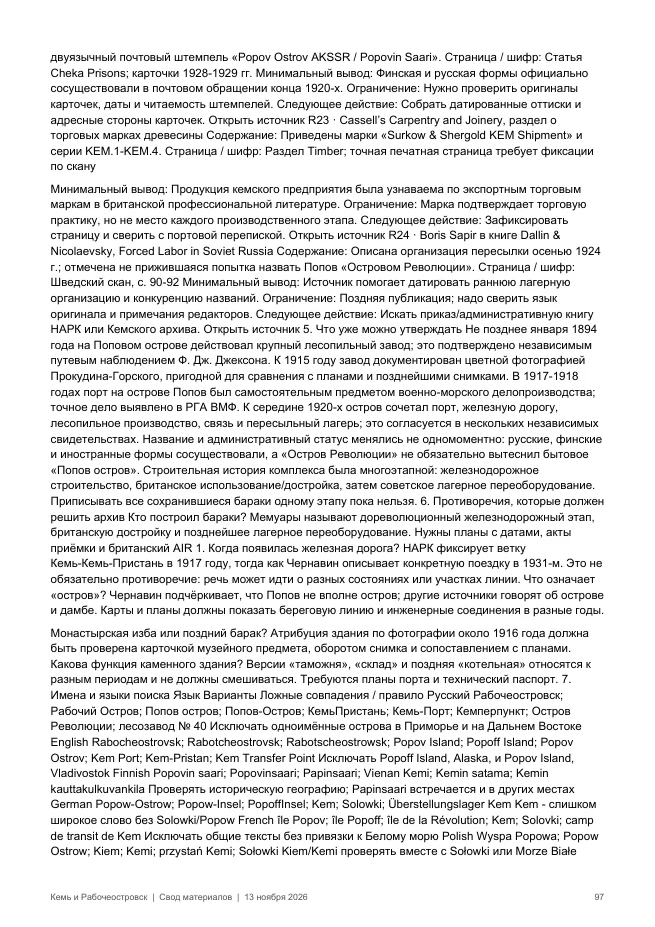 двуязычный почтовый штемпель «Popov Ostrov AKSSR / Popovin Saari». Страница / шифр: Статья
Cheka Prisons; карточки 1928-1929 гг. Минимальный вывод: Финская и русская формы официально
сосуществовали в почтовом обращении конца 1920-х. Ограничение: Нужно проверить оригиналы
карточек, даты и читаемость штемпелей. Следующее действие: Собрать датированные оттиски и
адресные стороны карточек. Открыть источник R23 · Cassell’s Carpentry and Joinery, раздел о
торговых марках древесины Содержание: Приведены марки «Surkow & Shergold KEM Shipment» и
серии KEM.1-KEM.4. Страница / шифр: Раздел Timber; точная печатная страница требует фиксации
по скану
Минимальный вывод: Продукция кемского предприятия была узнаваема по экспортным торговым
маркам в британской профессиональной литературе. Ограничение: Марка подтверждает торговую
практику, но не место каждого производственного этапа. Следующее действие: Зафиксировать
страницу и сверить с портовой перепиской. Открыть источник R24 · Boris Sapir в книге Dallin &
Nicolaevsky, Forced Labor in Soviet Russia Содержание: Описана организация пересылки осенью 1924
г.; отмечена не прижившаяся попытка назвать Попов «Островом Революции». Страница / шифр:
Шведский скан, с. 90-92 Минимальный вывод: Источник помогает датировать раннюю лагерную
организацию и конкуренцию названий. Ограничение: Поздняя публикация; надо сверить язык
оригинала и примечания редакторов. Следующее действие: Искать приказ/административную книгу
НАРК или Кемского архива. Открыть источник 5. Что уже можно утверждать Не позднее января 1894
года на Поповом острове действовал крупный лесопильный завод; это подтверждено независимым
путевым наблюдением Ф. Дж. Джексона. К 1915 году завод документирован цветной фотографией
Прокудина-Горского, пригодной для сравнения с планами и позднейшими снимками. В 1917-1918
годах порт на острове Попов был самостоятельным предметом военно-морского делопроизводства;
точное дело выявлено в РГА ВМФ. К середине 1920-х остров сочетал порт, железную дорогу,
лесопильное производство, связь и пересыльный лагерь; это согласуется в нескольких независимых
свидетельствах. Название и административный статус менялись не одномоментно: русские, финские
и иностранные формы сосуществовали, а «Остров Революции» не обязательно вытеснил бытовое
«Попов остров». Строительная история комплекса была многоэтапной: железнодорожное
строительство, британское использование/достройка, затем советское лагерное переоборудование.
Приписывать все сохранившиеся бараки одному этапу пока нельзя. 6. Противоречия, которые должен
решить архив Кто построил бараки? Мемуары называют дореволюционный железнодорожный этап,
британскую достройку и позднейшее лагерное переоборудование. Нужны планы с датами, акты
приёмки и британский AIR 1. Когда появилась железная дорога? НАРК фиксирует ветку
Кемь-Кемь-Пристань в 1917 году, тогда как Чернавин описывает конкретную поездку в 1931-м. Это не
обязательно противоречие: речь может идти о разных состояниях или участках линии. Что означает
«остров»? Чернавин подчёркивает, что Попов не вполне остров; другие источники говорят об острове
и дамбе. Карты и планы должны показать береговую линию и инженерные соединения в разные годы.
Монастырская изба или поздний барак? Атрибуция здания по фотографии около 1916 года должна
быть проверена карточкой музейного предмета, оборотом снимка и сопоставлением с планами.
Какова функция каменного здания? Версии «таможня», «склад» и поздняя «котельная» относятся к
разным периодам и не должны смешиваться. Требуются планы порта и технический паспорт. 7.
Имена и языки поиска Язык Варианты Ложные совпадения / правило Русский Рабочеостровск;
Рабочий Остров; Попов остров; Попов-Остров; КемьПристань; Кемь-Порт; Кемперпункт; Остров
Революции; лесозавод № 40 Исключать одноимённые острова в Приморье и на Дальнем Востоке
English Rabocheostrovsk; Rabotcheostrovsk; Rabotscheostrowsk; Popov Island; Popoff Island; Popov
Ostrov; Kem Port; Kem-Pristan; Kem Transfer Point Исключать Popoff Island, Alaska, и Popov Island,
Vladivostok Finnish Popovin saari; Popovinsaari; Papinsaari; Vienan Kemi; Kemin satama; Kemin
kauttakulkuvankila Проверять историческую географию; Papinsaari встречается и в других местах
German Popow-Ostrow; Popow-Insel; PopoffInsel; Kem; Solowki; Überstellungslager Kem Kem - слишком
широкое слово без Solowki/Popow French île Popov; île Popoff; île de la Révolution; Kem; Solovki; camp
de transit de Kem Исключать общие тексты без привязки к Белому морю Polish Wyspa Popowa; Popow
Ostrow; Kiem; Kemi; przystań Kemi; Sołowki Kiem/Kemi проверять вместе с Sołowki или Morze Białe
Кемь и Рабочеостровск | Свод материалов | 13 ноября 2026
97